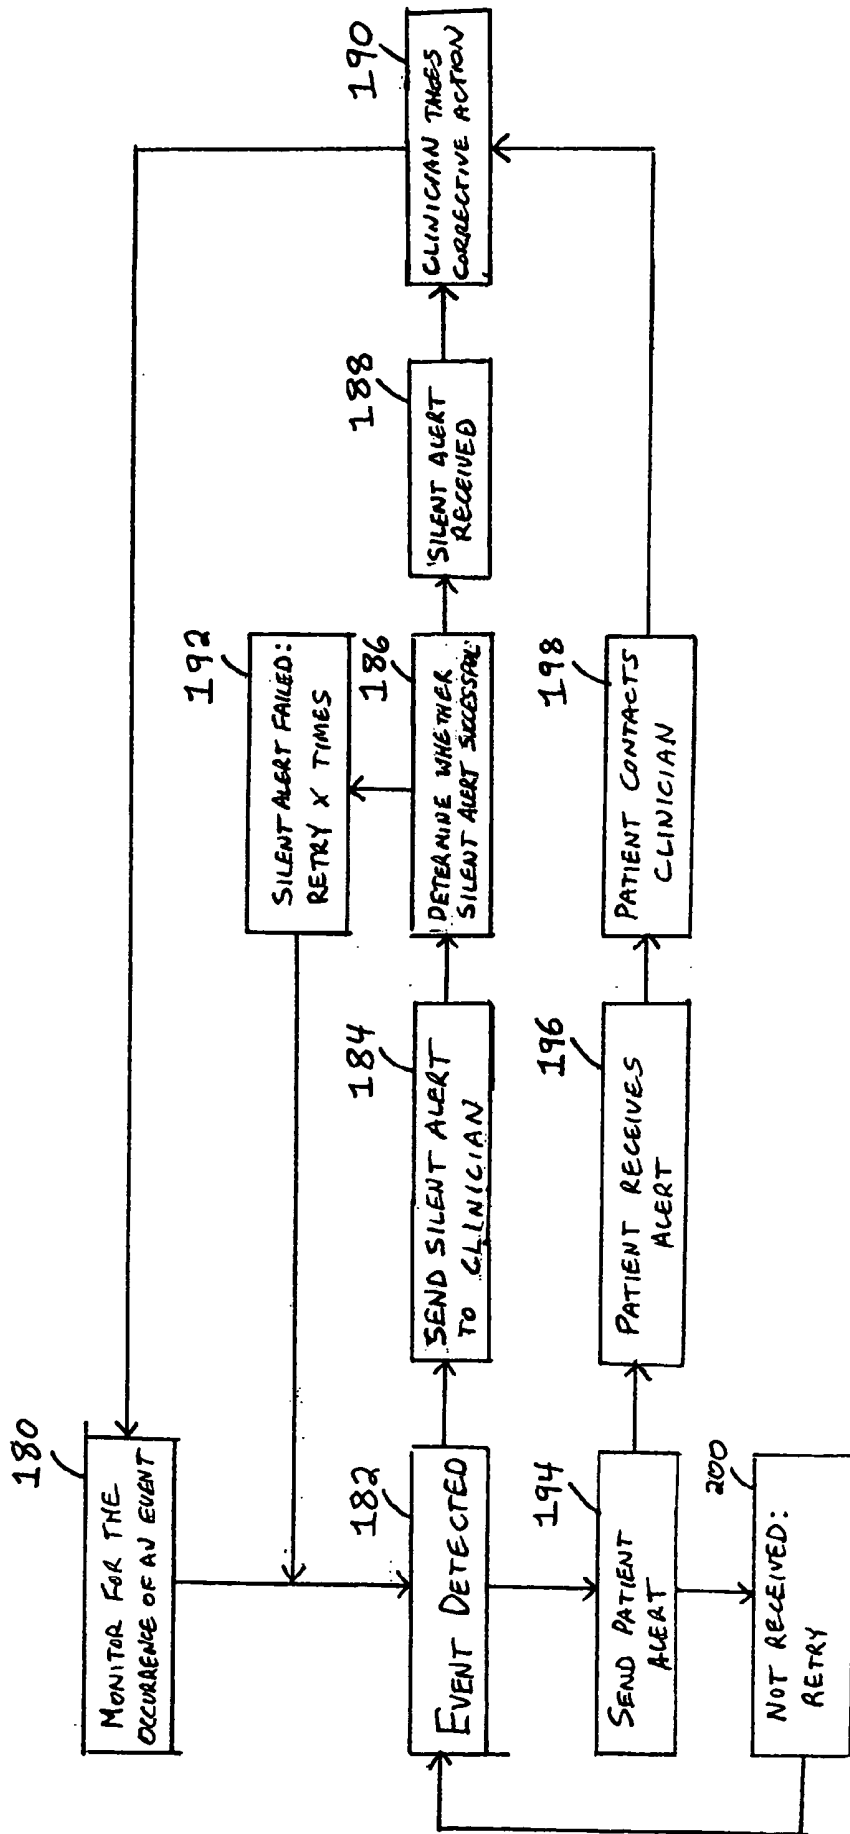 180
MONITOR FOR THE
OCCURRENCE OF AN EVENT
182
EVENT DETECTED
184
SEND SILENT ALERT
TO CLINICIAN
186
DETERMINE WHETHER
SILENT ALERT SUCCESSFUL
188
SILENT ALERT
RECEIVED
190
CLINICIAN TAKES
CORRECTIVE ACTION
192
SILENT ALERT FAILED:
RETRY X TIMES
194
SEND PATIENT
ALERT
196
PATIENT RECEIVES
ALERT
198
PATIENT CONTACTS
CLINICIAN
200
NOT RECEIVED:
RETRY